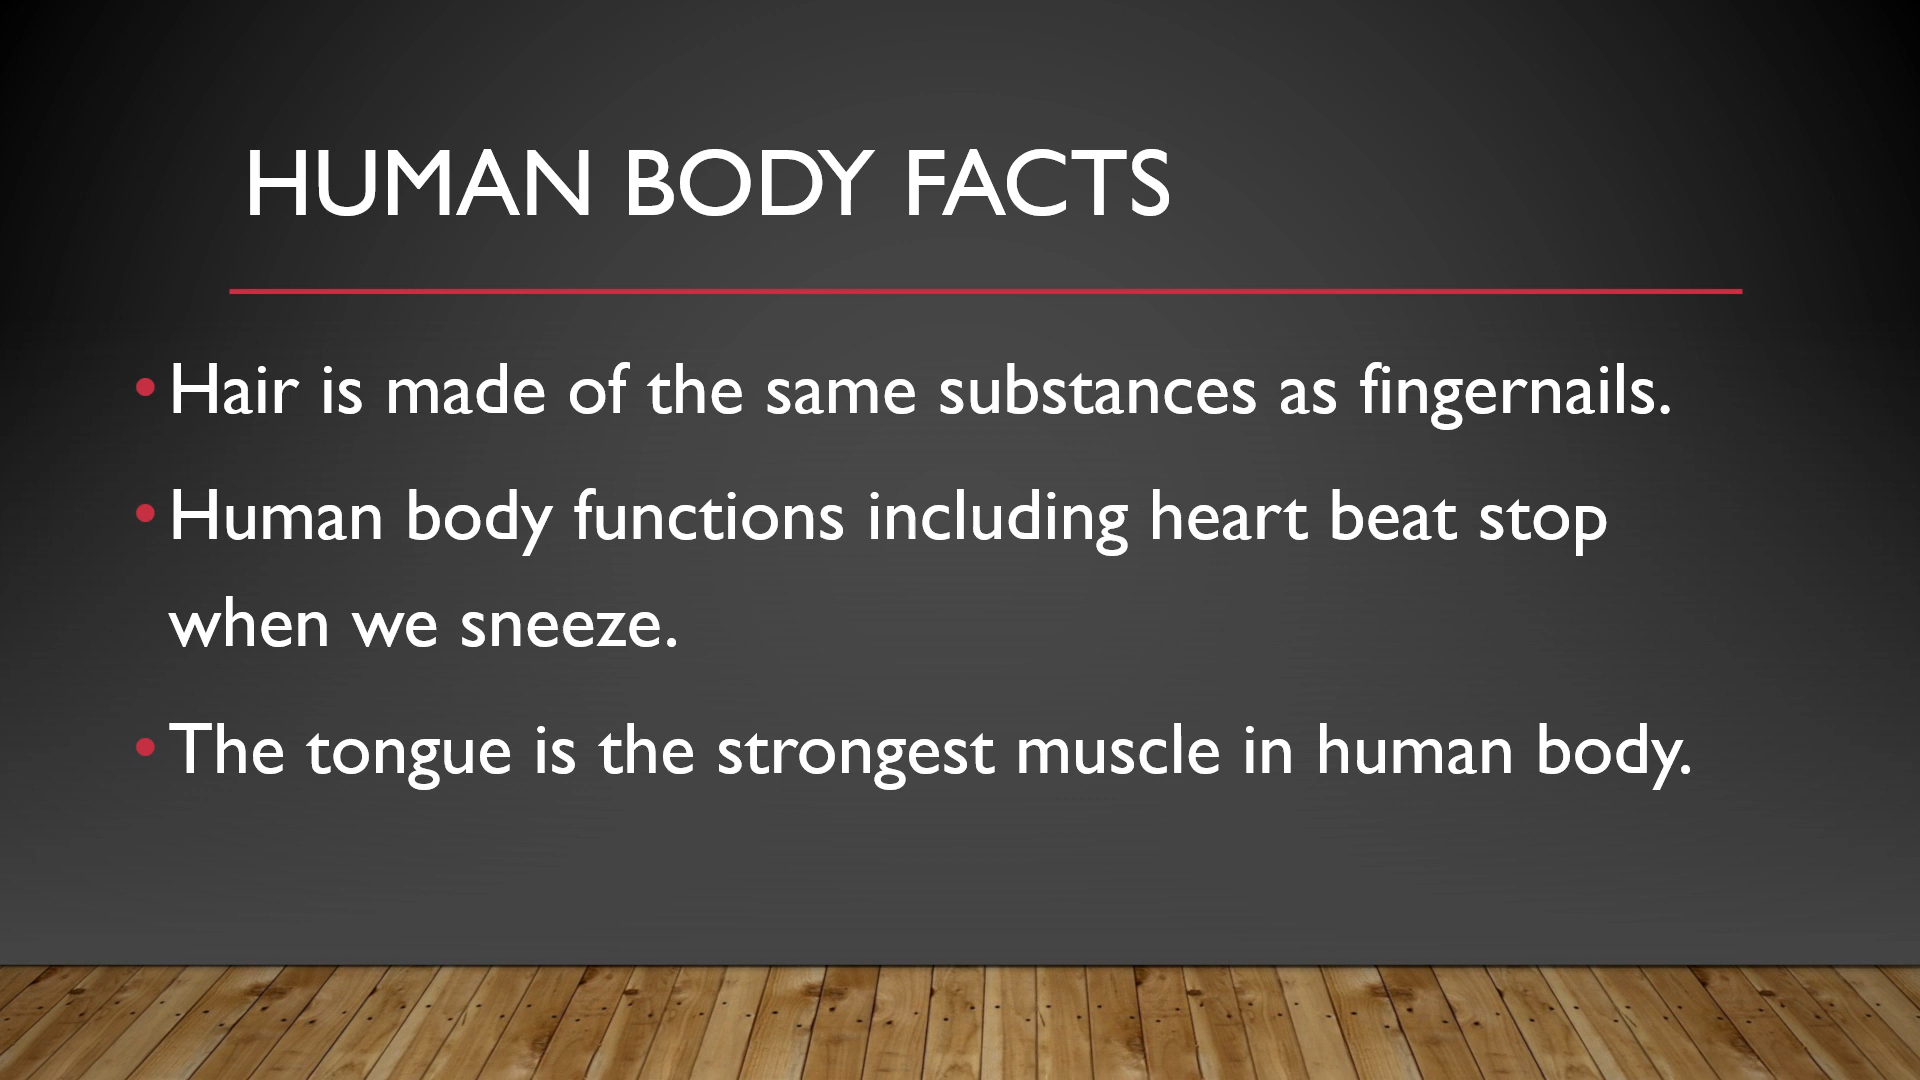 HUMAN BODY FACTS
• Hair is made of the same substances as fingernails.
• Human body functions including heart beat stop
when we sneeze.
• The tongue is the strongest muscle in human body.